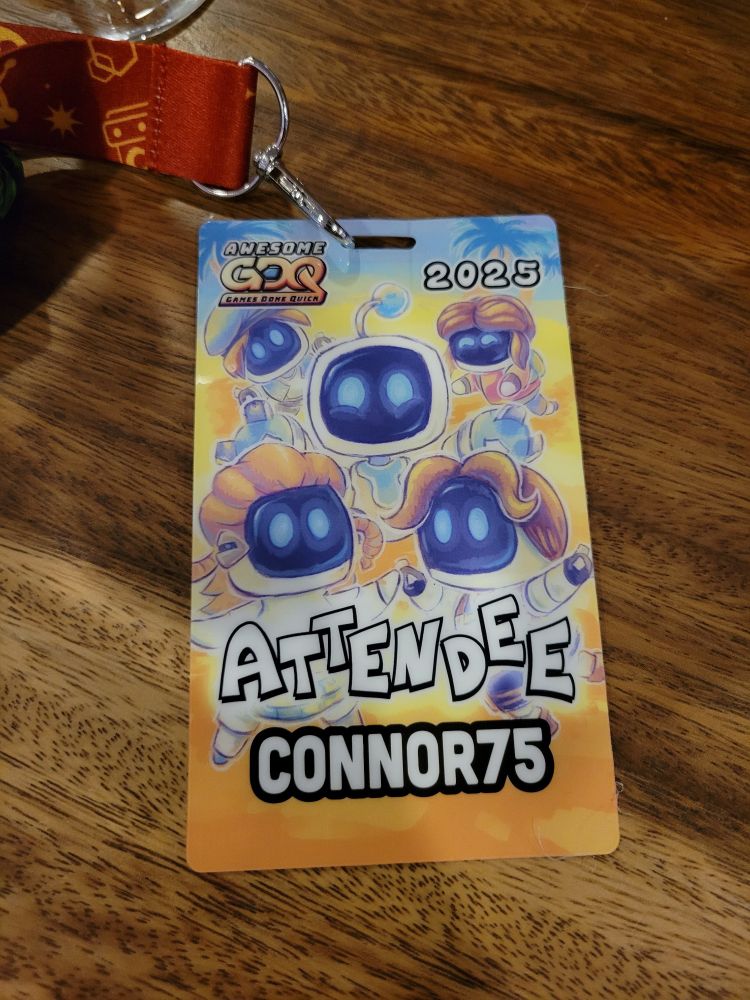 AWESOME
GDQ
GAMES DONE QUICK
2025
ATTENDEE
CONNOR75